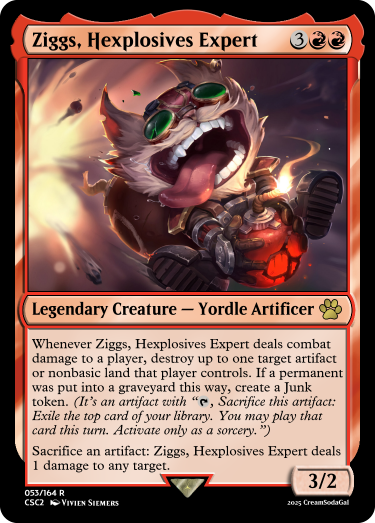 Ziggs, Hexplosives Expert 3
Legendary Creature — Yordle Artificer
Whenever Ziggs, Hexplosives Expert deals combat
damage to a player, destroy up to one target artifact
or nonbasic land that player controls. If a permanent
was put into a graveyard this way, create a Junk
token. (It's an artifact with “, Sacrifice this artifact:
Exile the top card of your library. You may play that
card this turn. Activate only as a sorcery.”)
Sacrifice an artifact: Ziggs, Hexplosives Expert deals
1 damage to any target.
3/2
053/164 R
CSC2 Vivien Siemers
2025 CreamSodaGal